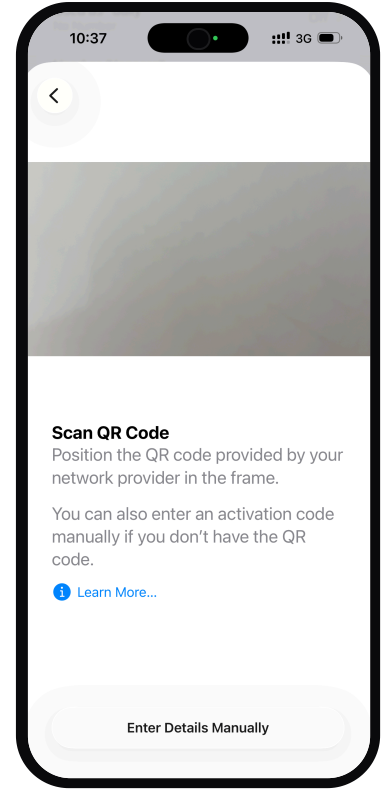 10:37
3G
Scan QR Code
Position the QR code provided by your
network provider in the frame.
You can also enter an activation code
manually if you don’t have the QR
code.
Learn More...
Enter Details Manually